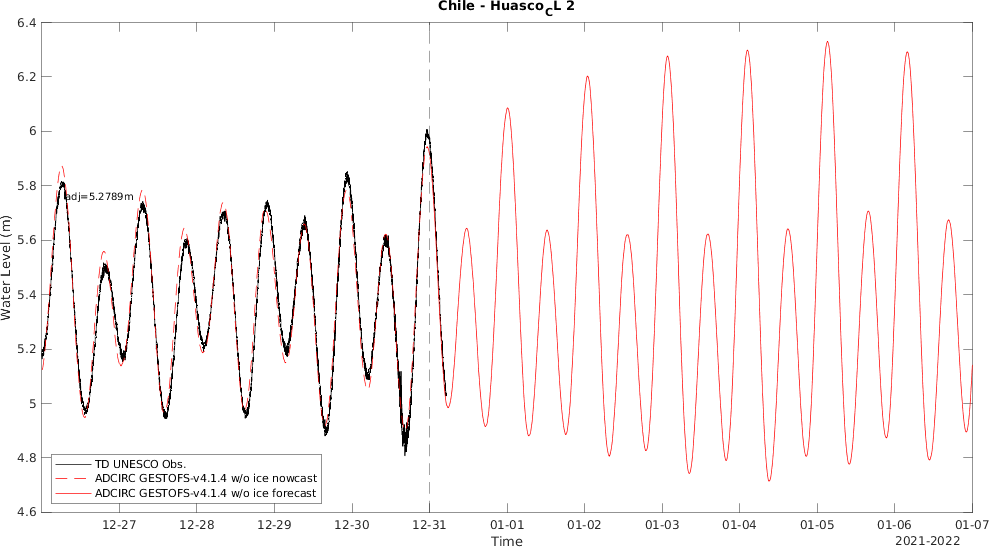 Chile - Huasco_CL 2
6.4
6.2
6
5.8
5.6
5.4
5.2
5
4.8
4.6
Water Level (m)
adj=5.2789m
TD UNESCO Obs.
ADCIRC GESTOFS-v4.1.4 w/o ice nowcast
ADCIRC GESTOFS-v4.1.4 w/o ice forecast
12-27 12-28 12-29 12-30 12-31 01-01 01-02 01-03 01-04 01-05 01-06 01-07
Time
2021-2022